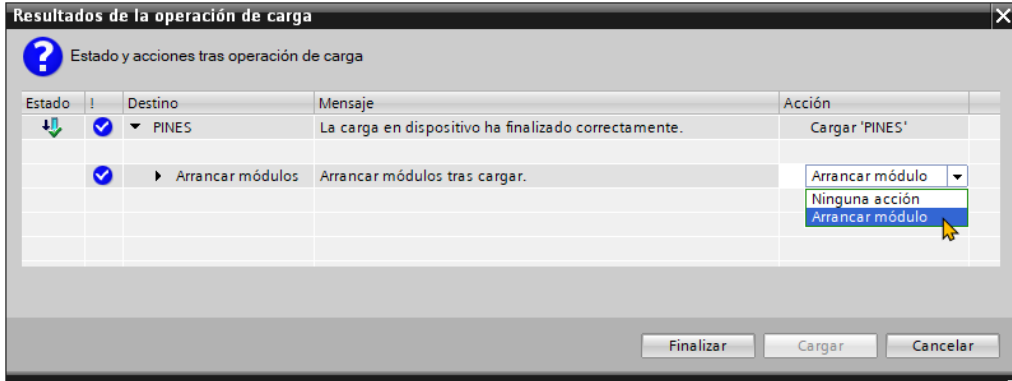 Resultados de la operación de carga
Estado y acciones tras operación de carga
Estado ! Destino Mensaje Acción
PINES La carga en dispositivo ha finalizado correctamente. Cargar 'PINES'
Arrancar módulos Arrancar módulos tras cargar. Arrancar módulo
Ninguna acción
Arrancar módulo
Finalizar Cargar Cancelar